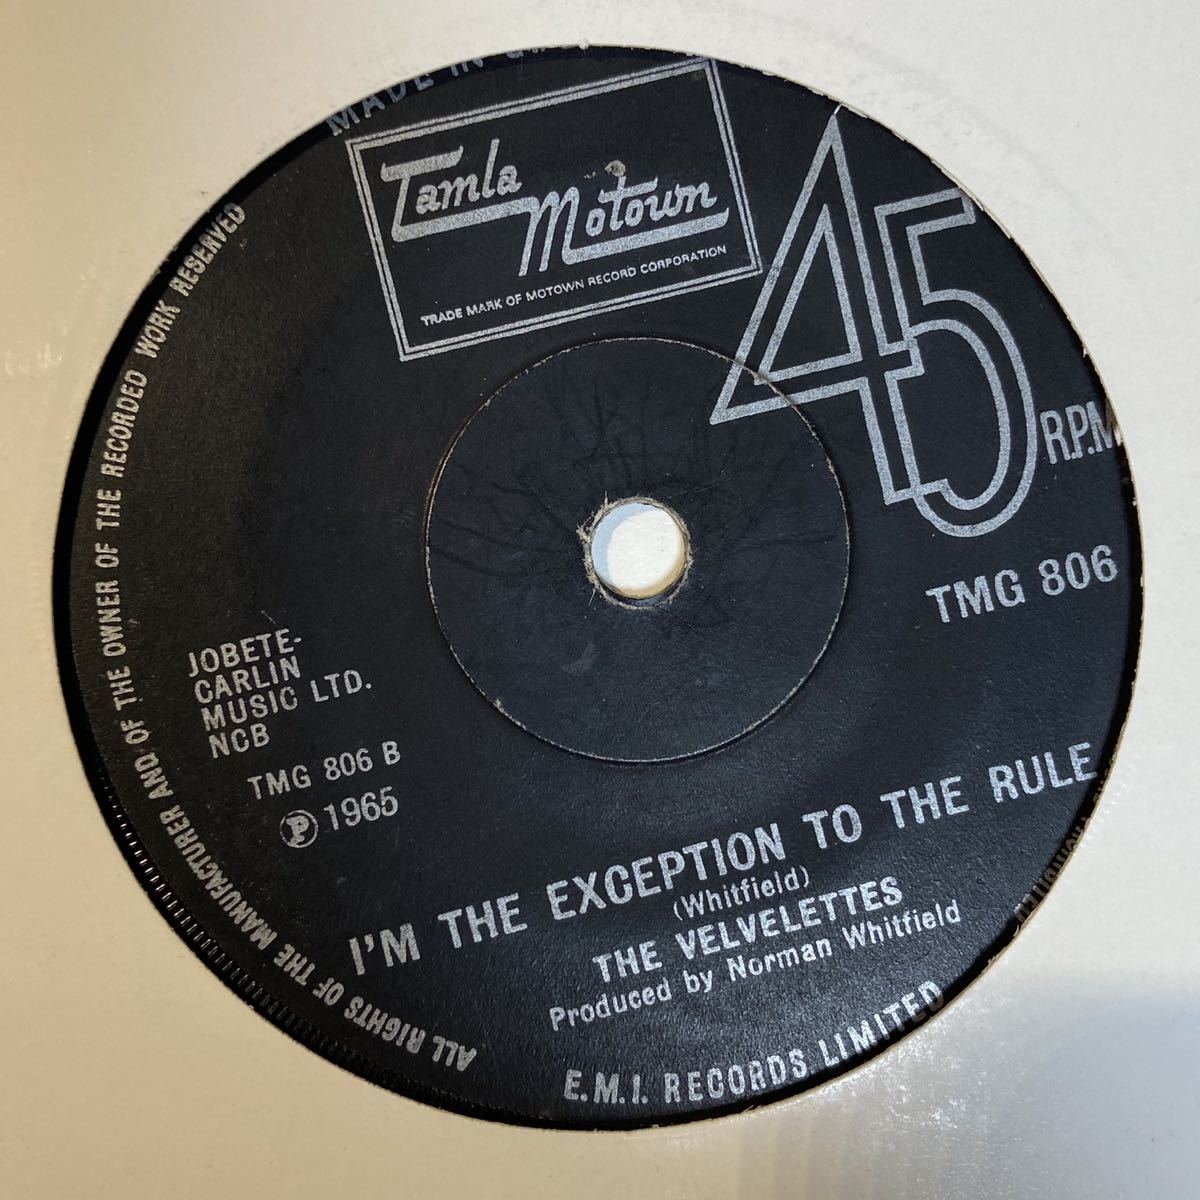 MADE IN
Tamla
Motown
TRADE MARK OF MOTOWN RECORD CORPORATION
45
R.P.M
TMG 806
JOBETE-
CARLIN
MUSIC LTD.
NCB
TMG 806 B
Ⓟ 1965
I'M THE EXCEPTION TO THE RULE
(Whitfield)
THE VELVELETTES
Produced by Norman Whitfield
E.M.I. RECORDS LIMITED
ALL RIGHTS OF THE MANUFACTURER AND OF THE OWNER OF THE RECORDED WORK RESERVED